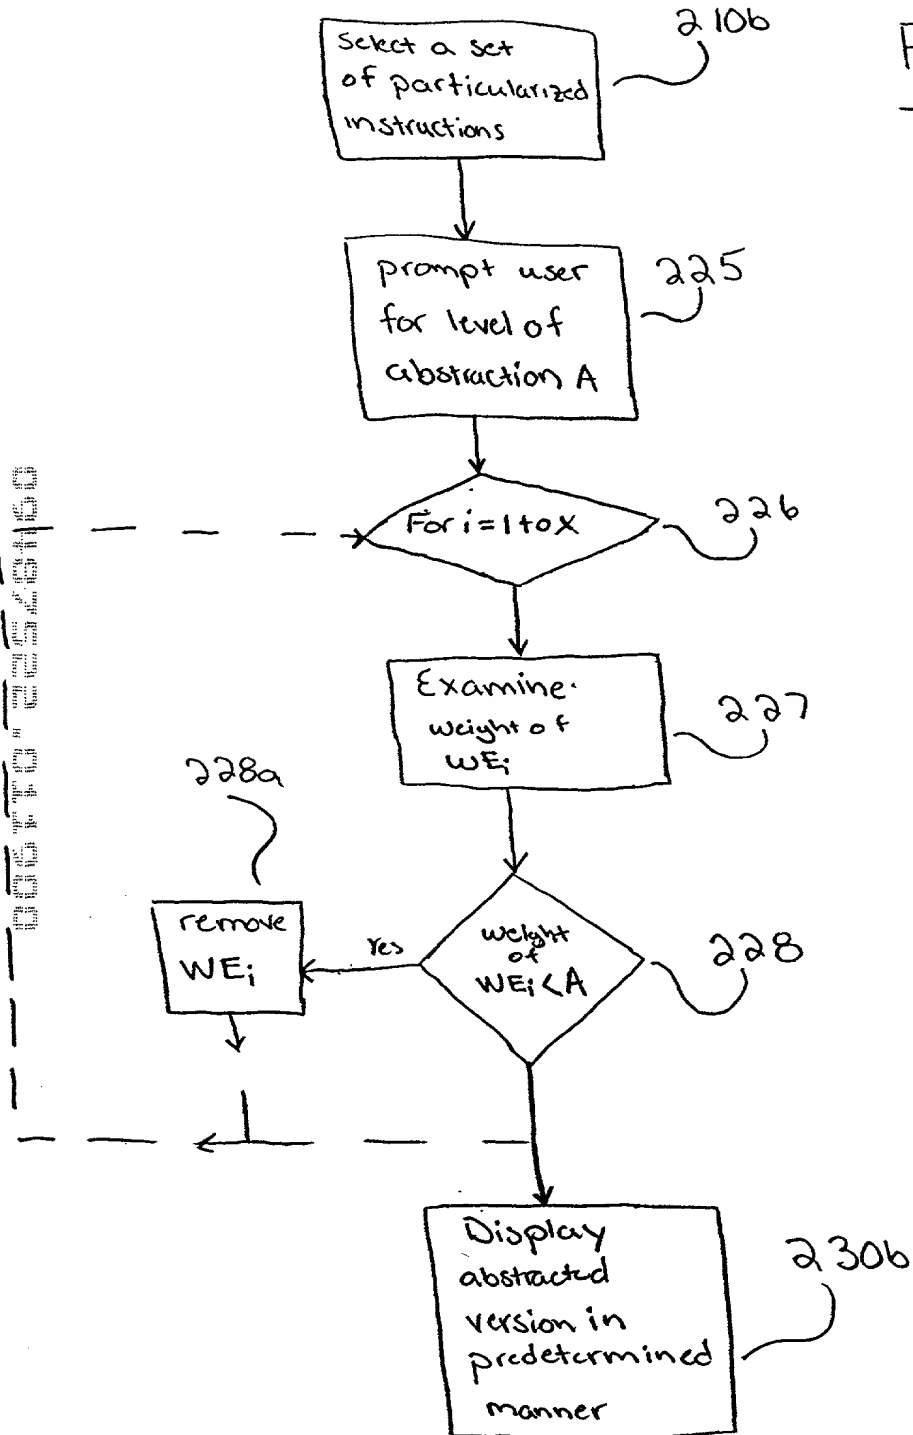 210b
F
Select a set
of particularized
instructions
225
prompt user
for level of
abstraction A
226
For i = 1 to X
227
Examine
weight of
WEi
228a
remove
WEi
Yes
228
weight
of
WEi < A
230b
Display
abstracted
version in
predetermined
manner